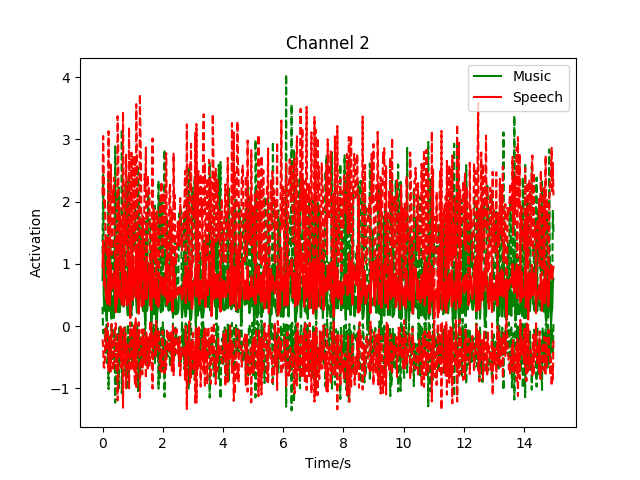 Channel 2
Music
Speech
Activation
4
3
2
1
0
−1
0 2 4 6 8 10 12 14
Time/s